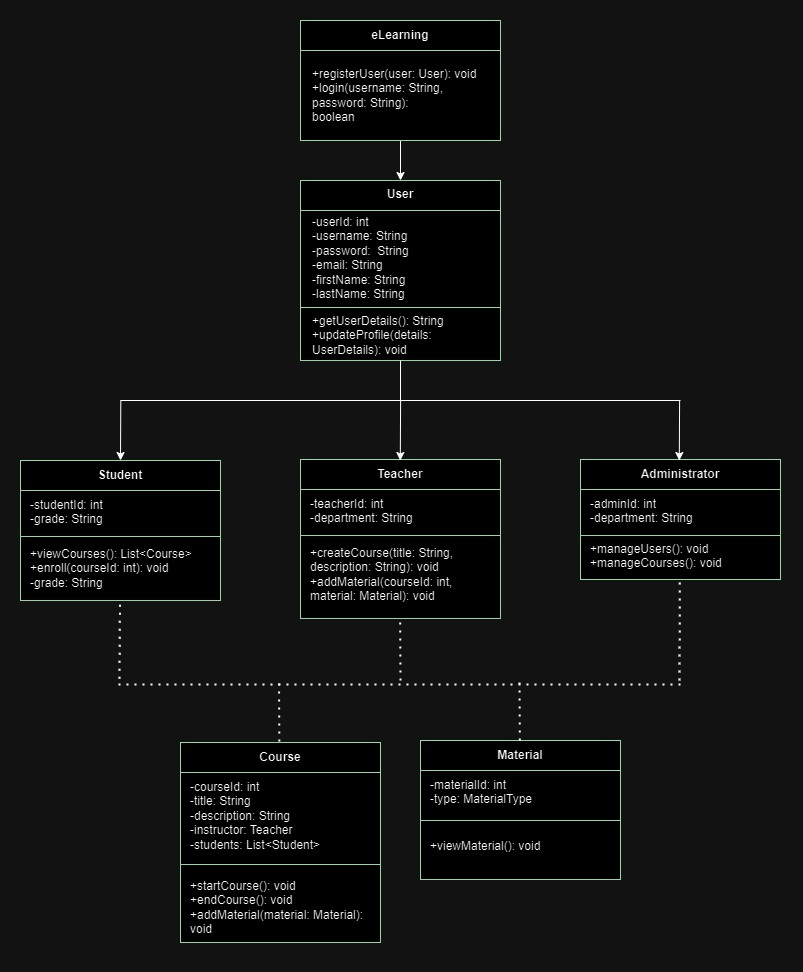 eLearning
+registerUser(user: User): void
+login(username: String,
password: String):
boolean
User
-userId: int
-username: String
-password:  String
-email: String
-firstName: String
-lastName: String
+getUserDetails(): String
+updateProfile(details:
UserDetails): void
Student
-studentId: int
-grade: String
+viewCourses(): List<Course>
+enroll(courseId: int): void
-grade: String
Teacher
-teacherId: int
-department: String
+createCourse(title: String,
description: String): void
+addMaterial(courseId: int,
material: Material): void
Administrator
-adminId: int
-department: String
+manageUsers(): void
+manageCourses(): void
Course
-courseId: int
-title: String
-description: String
-instructor: Teacher
-students: List<Student>
+startCourse(): void
+endCourse(): void
+addMaterial(material: Material):
void
Material
-materialId: int
-type: MaterialType
+viewMaterial(): void